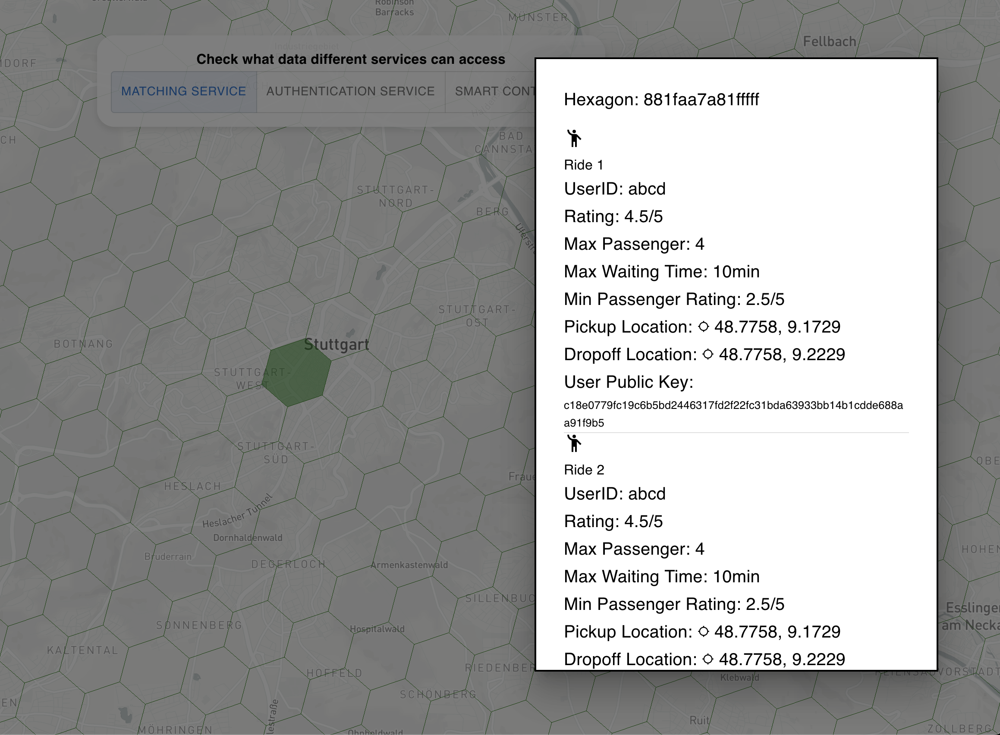 Robinson
Barracks
MÜNSTER
Fellbach
Industriegebiet
Check what data different services can access
MATCHING SERVICE
AUTHENTICATION SERVICE
SMART CONT
Hexagon: 881faa7a81fffff
Ride 1
UserID: abcd
Rating: 4.5/5
Max Passenger: 4
Max Waiting Time: 10min
Min Passenger Rating: 2.5/5
Pickup Location: 48.7758, 9.1729
Dropoff Location: 48.7758, 9.2229
User Public Key:
c18e0779fc19c6b5bd2446317fd2f22fc31bda63933bb14b1cdde688a
a91f9b5
Ride 2
UserID: abcd
Rating: 4.5/5
Max Passenger: 4
Max Waiting Time: 10min
Min Passenger Rating: 2.5/5
Pickup Location: 48.7758, 9.1729
Dropoff Location: 48.7758, 9.2229
NDORF
CH
BAD
CANNSTA
STUTTGART-
NORD
BERG
Uferstra
STUTTGART-
OST
BOTNANG
Stuttgart
STUTTGART-
WEST
STUTTGART-
SÜD
Fraue
OBE
HESLACH
Heslacher Tunnel
Dornhaldenwald
Bruderrain
DEGERLOCH
Armenkastenwald
HOHEN
SILLENBUC
Esslinge
am Necka
SONNENBERG
Hospitalwald
KALTENTAL
HOFFELD
RIEDENBER
Klebwald
SCHÖNBERG
EN
lestraße
Ruit
MÖHRINGEN
Ohnholdwald
ZOLLBERG